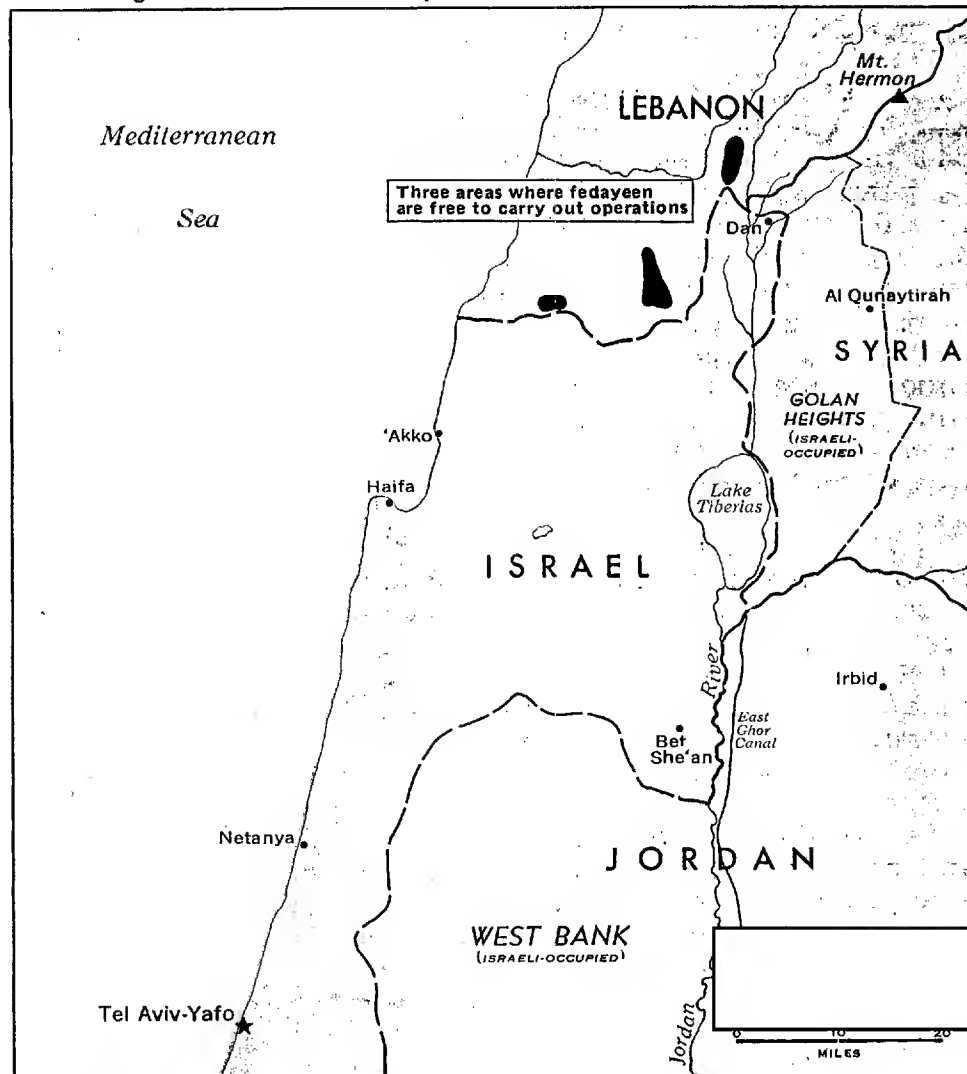 Mt.
Hermon
LEBANON
Mediterranean
Sea
Three areas where fedayeen
are free to carry out operations
Dan
Al Qunaytirah
SYRIA
GOLAN
HEIGHTS
(ISRAELI-
OCCUPIED)
'Akko
Haifa
Lake
Tiberias
ISRAEL
River
Irbid
East
Ghor
Canal
Bet
She'an
Netanya
JORDAN
WEST BANK
(ISRAELI-OCCUPIED)
Tel Aviv-Yafo
Jordan
0 10 20
MILES